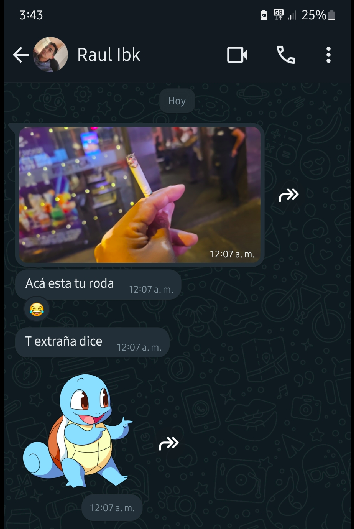 3:43
25%
Raul Ibk
Hoy
12:07 a. m.
Acá esta tu roda
12:07 a. m.
T extraña dice
12:07 a. m.
12:07 a. m.